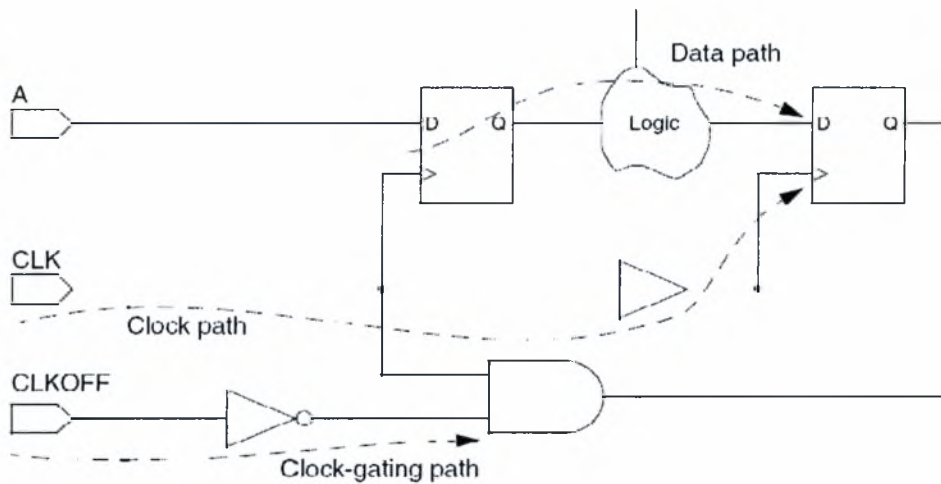 Data path
A
D
Q
Logic
D
Q
CLK
Clock path
CLKOFF
Clock-gating path